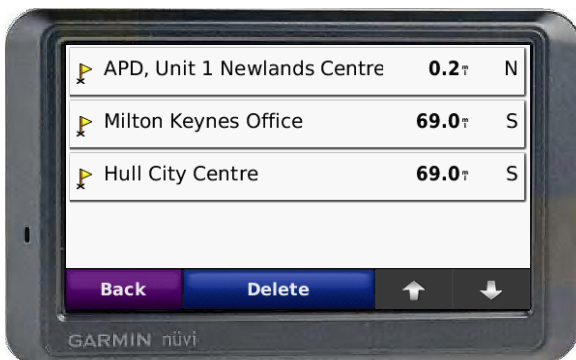 APD, Unit 1 Newlands Centre 0.2 m N
Milton Keynes Office 69.0 m S
Hull City Centre 69.0 m S
Back Delete
GARMIN nüvi